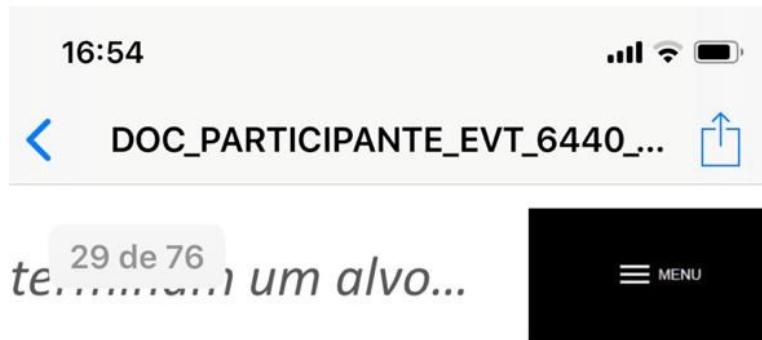 16:54
DOC_PARTICIPANTE_EVT_6440_...
29 de 76
um alvo...
MENU